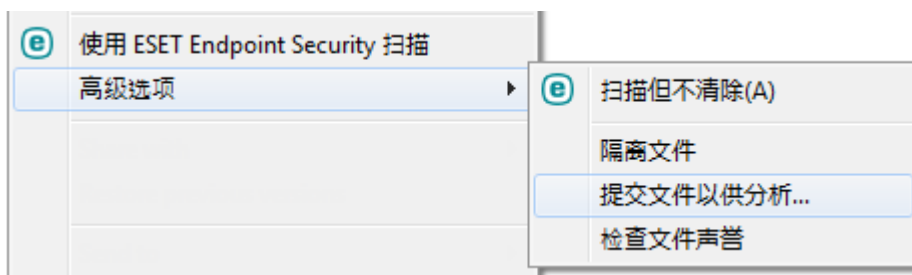 使用 ESET Endpoint Security 扫描
高级选项
扫描但不清除(A)
隔离文件
提交文件以供分析...
检查文件声誉